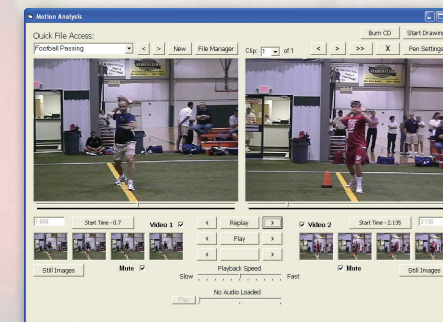 Motion Analysis
Quick File Access:
Burn CD
Start Drawing
Football Passing
<
>
New
File Manager
Clip: 1 of 1
<
>
>>
X
Pen Settings
Start Time - 0.7
Video 1
<
Replay
>
Video 2
Start Time - 2.135
<
Play
>
<
>
Still Images
Mute
Playback Speed
Mute
Still Images
Slow
Fast
No Audio Loaded
Play